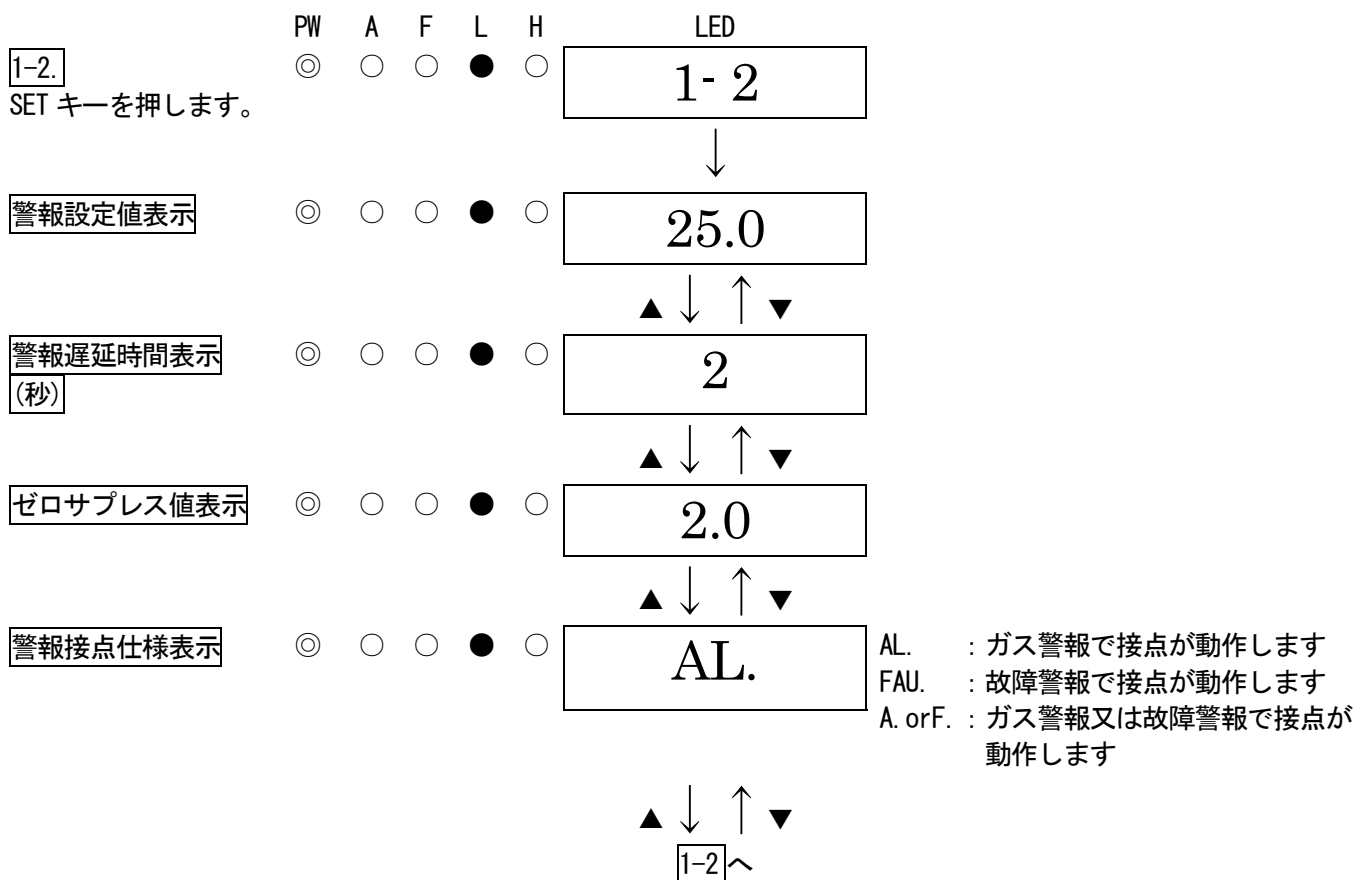 PW A F L H LED
1-2. ◎ ○ ○ ● ○ 1- 2
SET キーを押します。
↓
警報設定値表示 ◎ ○ ○ ● ○ 25.0
▲ ↓ ↑ ▼
警報遅延時間表示 ◎ ○ ○ ● ○ 2
(秒)
▲ ↓ ↑ ▼
ゼロサプレス値表示 ◎ ○ ○ ● ○ 2.0
▲ ↓ ↑ ▼
警報接点仕様表示 ◎ ○ ○ ● ○ AL. AL. : ガス警報で接点が動作します
FAU. : 故障警報で接点が動作します
A.orF. : ガス警報又は故障警報で接点が
動作します
▲ ↓ ↑ ▼
1-2 へ